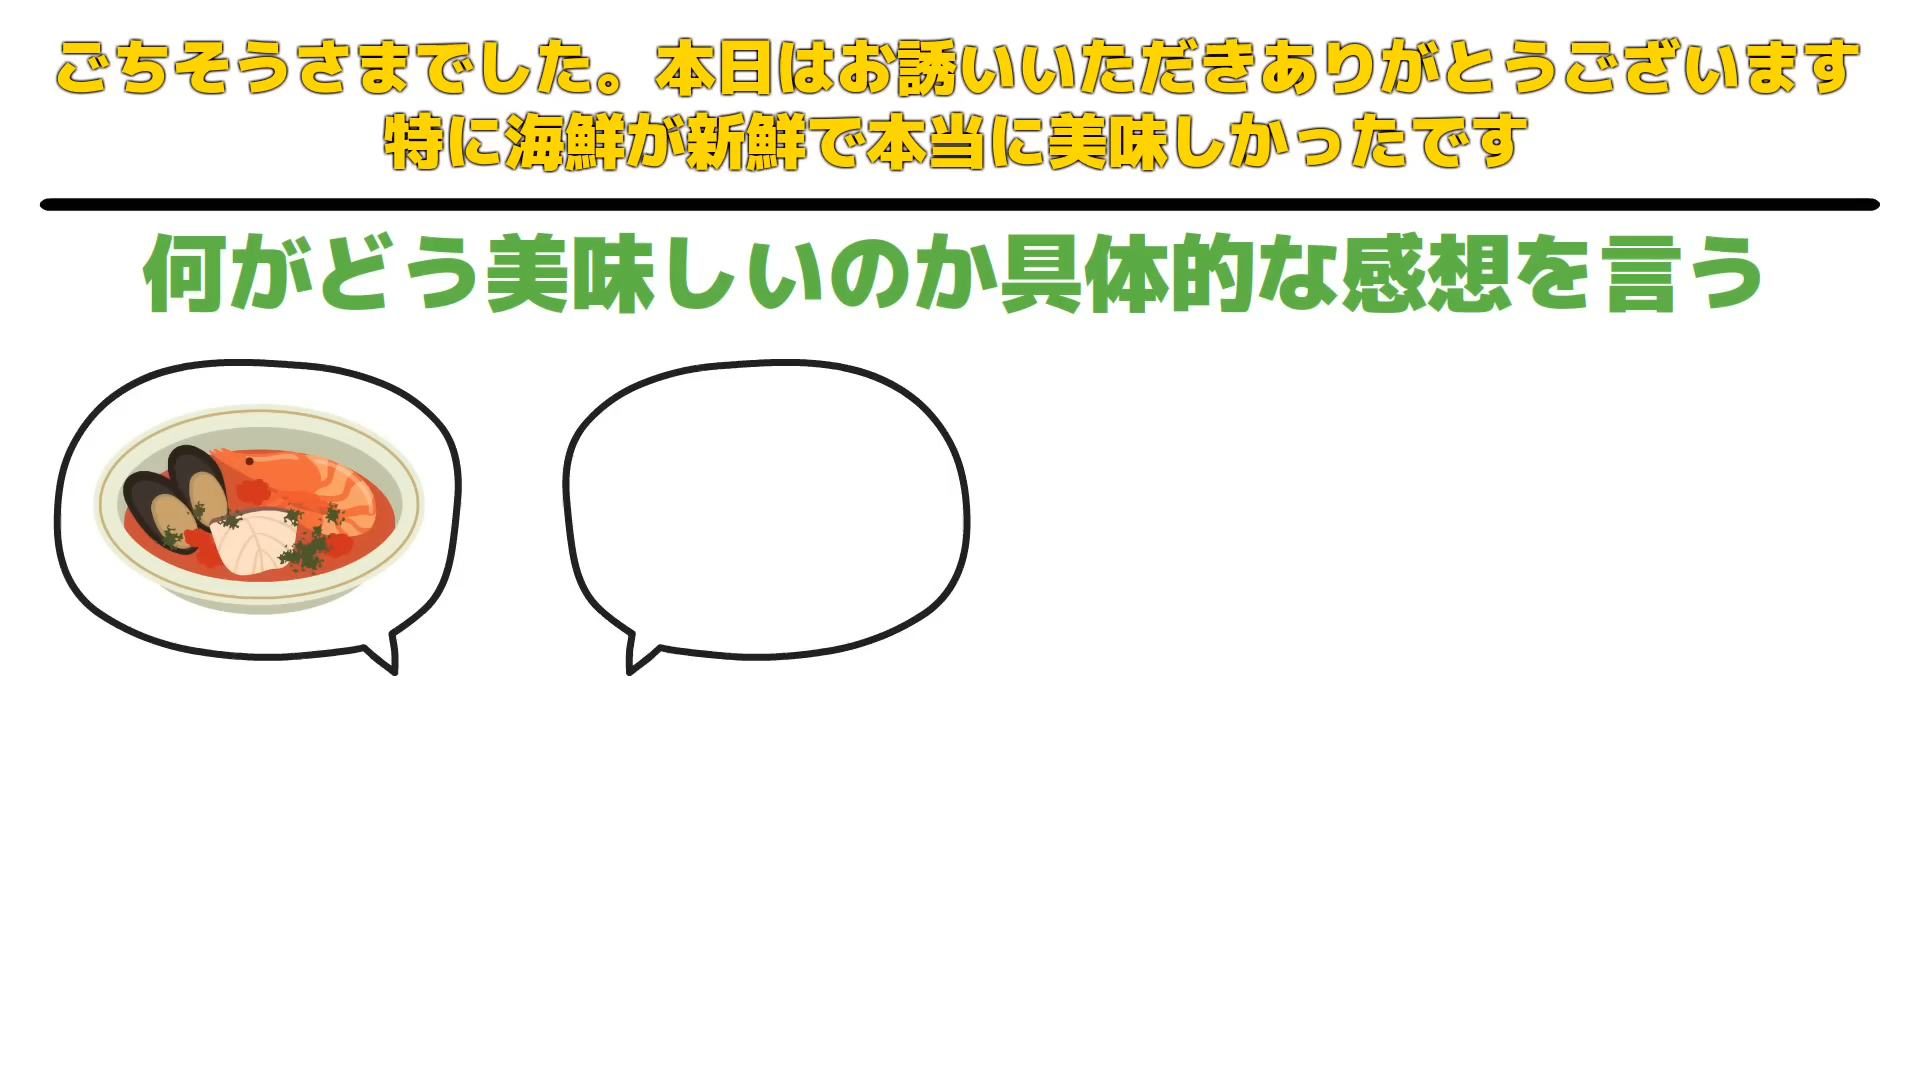 ごちそうさまでした。本日はお誘いいただきありがとうございます
特に海鮮が新鮮で本当に美味しかったです
何がどう美味しいのか具体的な感想を言う